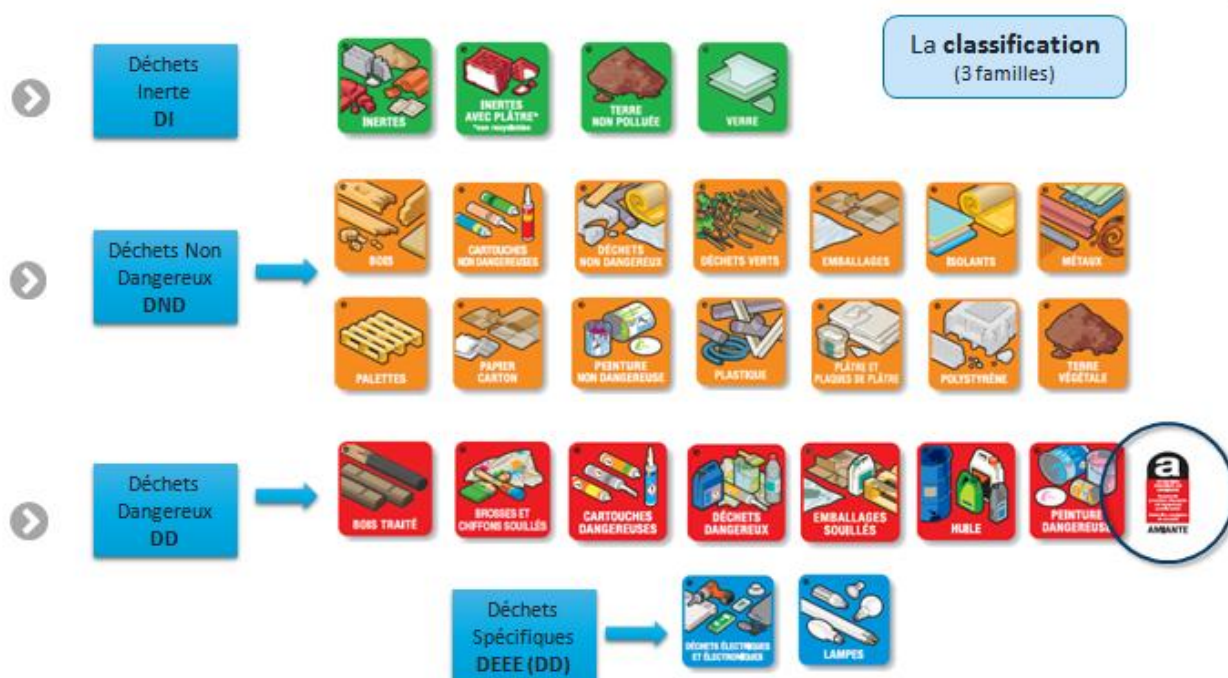 La classification
(3 familles)
Déchets
Inerte
DI
INERTES
INERTES
AVEC PLÂTRE*
*non recyclables
TERRE
NON POLLUÉE
VERRE
Déchets Non
Dangereux
DND
BOIS
CARTOUCHES
NON DANGEREUSES
DÉCHETS
NON DANGEREUX
DÉCHETS VERTS
EMBALLAGES
ISOLANTS
MÉTAUX
PALETTES
PAPIER
CARTON
PEINTURE
NON DANGEREUSE
PLASTIQUE
PLÂTRE ET
PLAQUES DE PLÂTRE
POLYSTYRÈNE
TERRE
VÉGÉTALE
Déchets
Dangereux
DD
BOIS TRAITÉ
BROSSES ET
CHIFFONS SOUILLÉS
CARTOUCHES
DANGEREUSES
DÉCHETS
DANGEREUX
EMBALLAGES
SOUILLÉS
HUILE
PEINTURE
DANGEREUSE
a
AMIANTE
Déchets
Spécifiques
DEEE (DD)
DÉCHETS ÉLECTRIQUES
ET ÉLECTRONIQUES
LAMPES